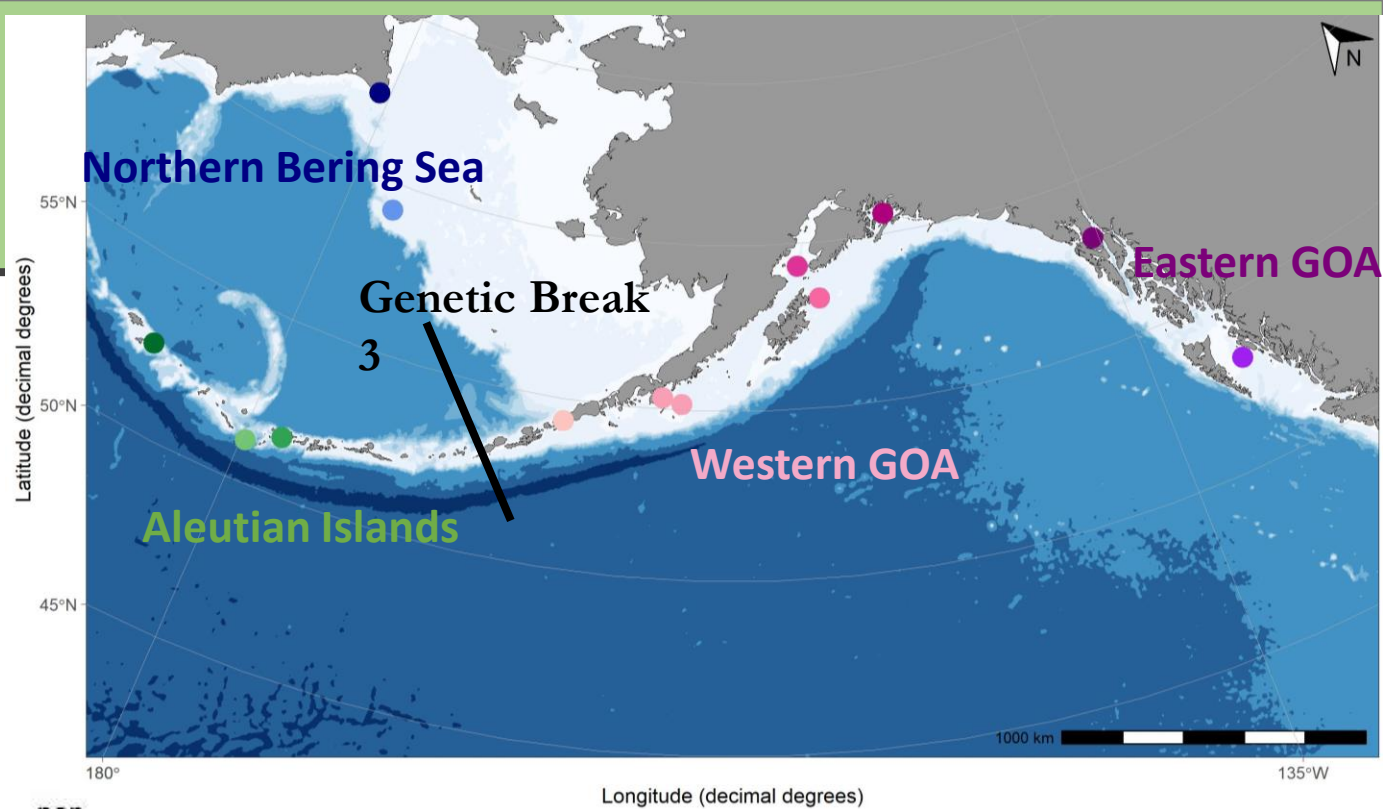 N
Northern Bering Sea
55°N
Eastern GOA
Genetic Break
3
Latitude (decimal degrees)
50°N
Western GOA
Aleutian Islands
45°N
1000 km
180°
135°W
Longitude (decimal degrees)